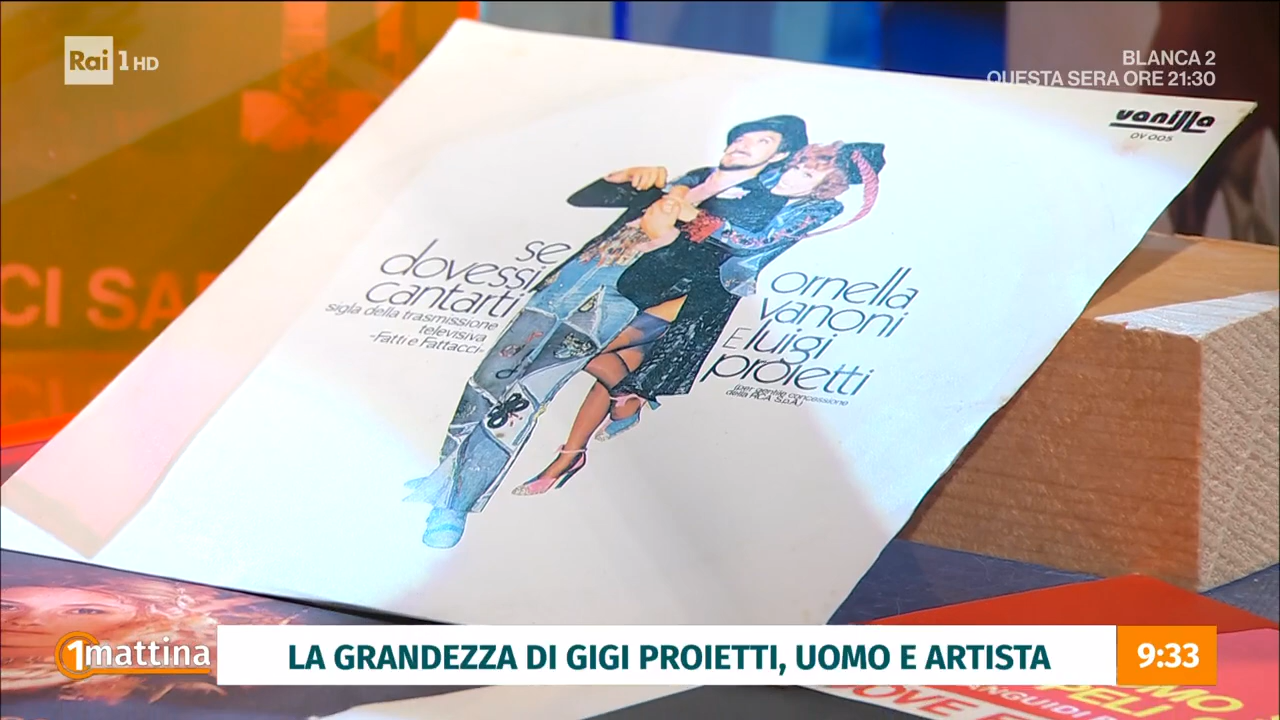 Rai 1 HD
BLANCA 2
QUESTA SERA ORE 21:30
vanilla
OV 005
se
dovessi
cantarti
sigla della trasmissione
televisiva
«Fatti e Fattacci»
ornella
vanoni
E luigi
proietti
(per gentile concessione
della RCA S.p.A.)
CI SA
1mattina
LA GRANDEZZA DI GIGI PROIETTI, UOMO E ARTISTA
9:33